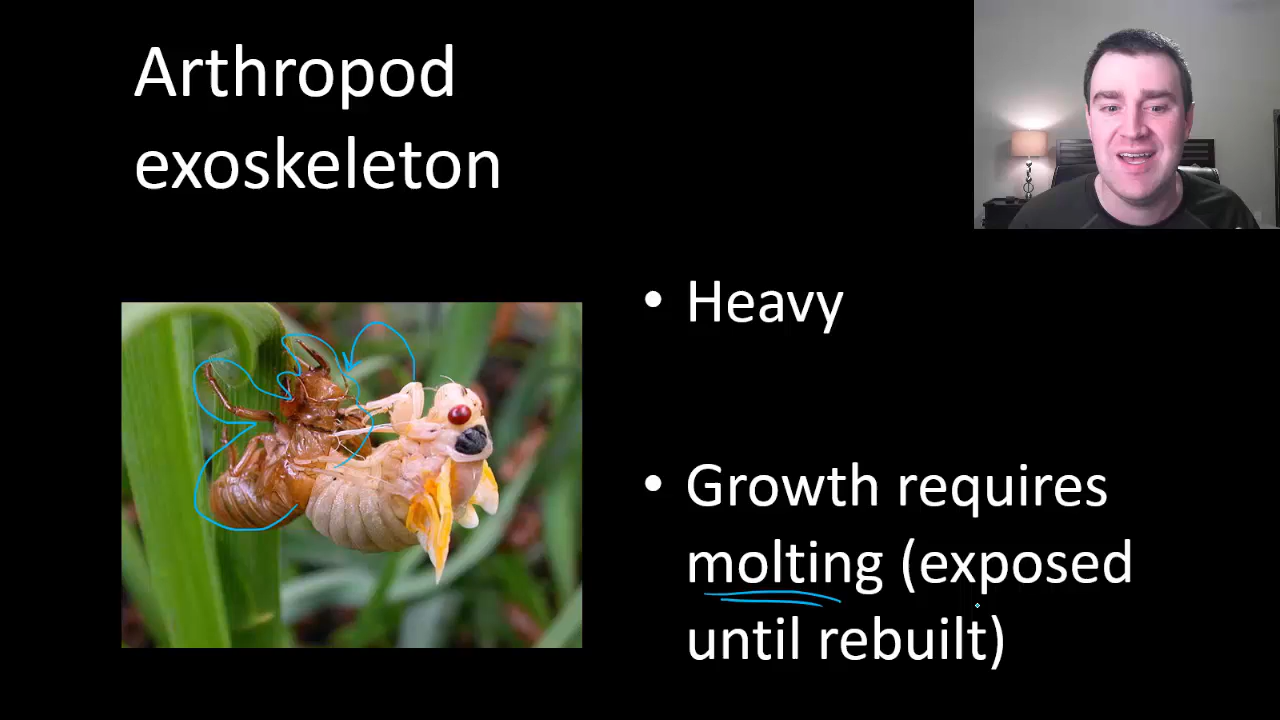 Arthropod
exoskeleton
• Heavy
• Growth requires
molting (exposed
until rebuilt)